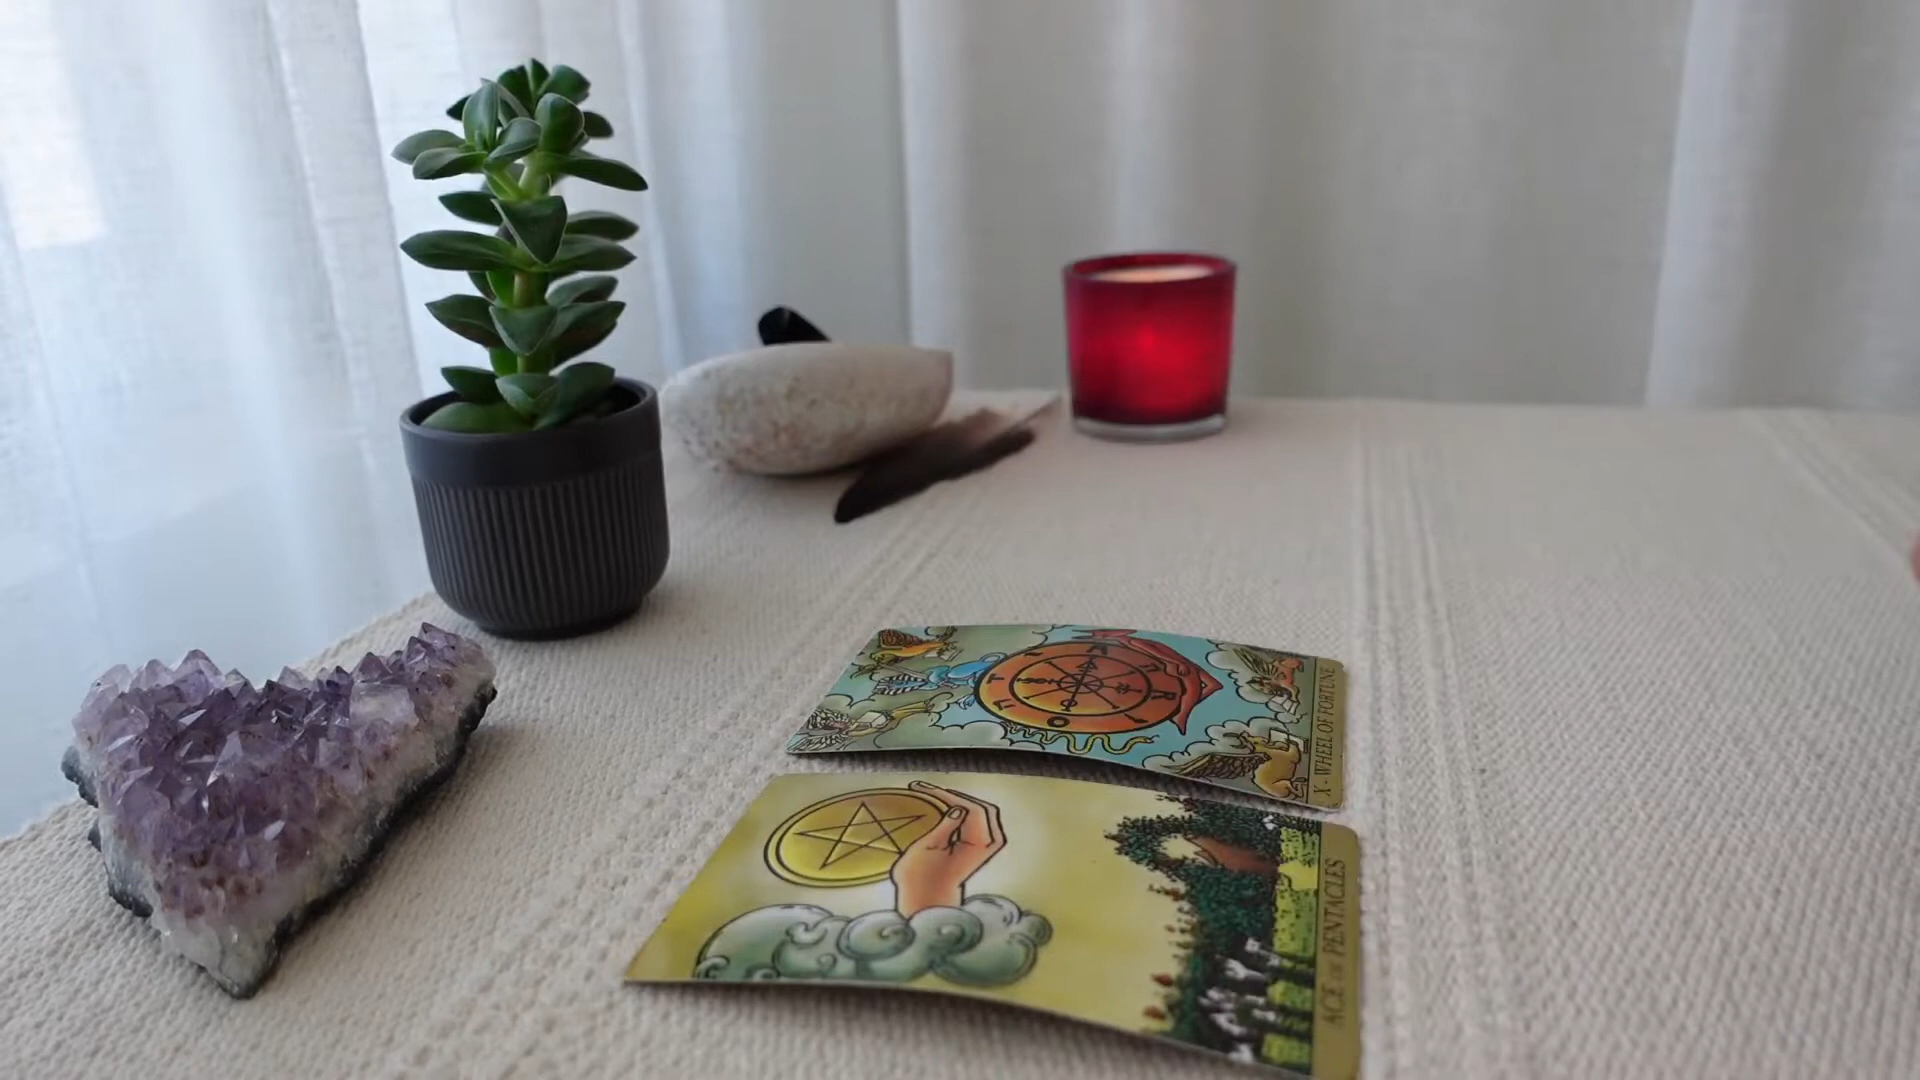 X - WHEEL OF FORTUNE
ACE OF PENTACLES
T
A
R
O